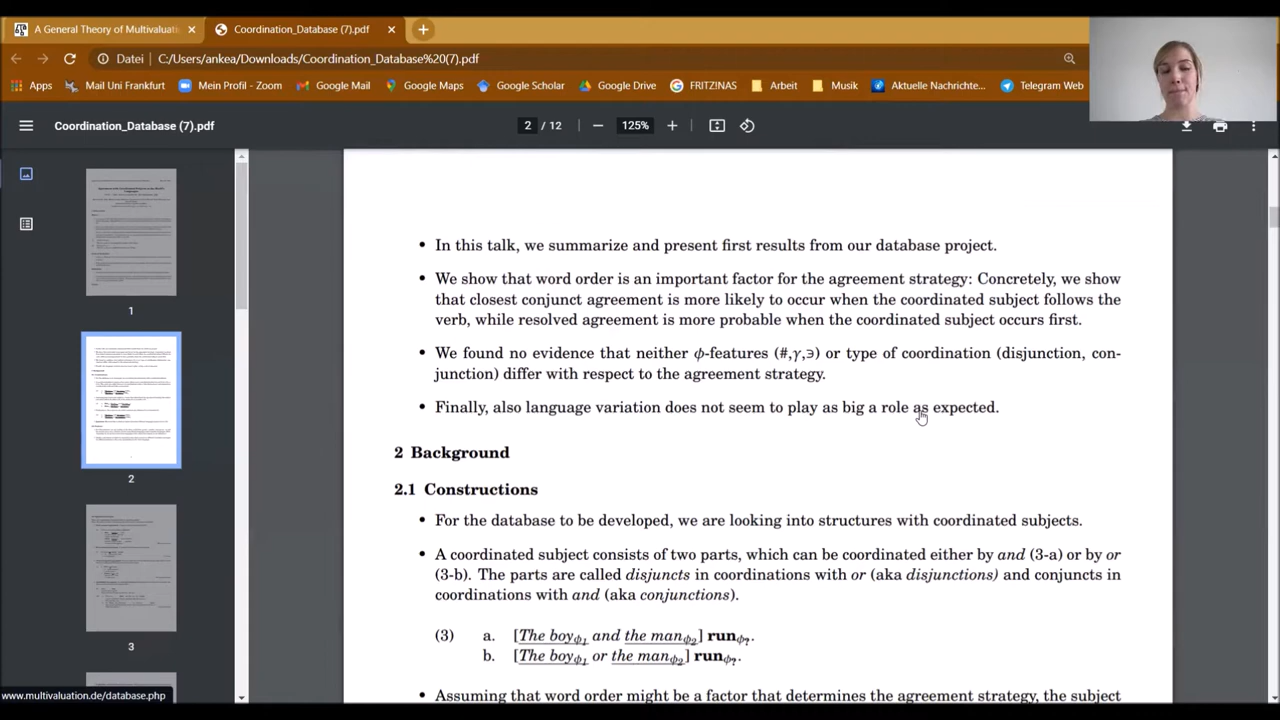 A General Theory of Multivaluati
Coordination_Database (7).pdf
Datei
C:/Users/ankea/Downloads/Coordination_Database%20(7).pdf
Apps
Mail Uni Frankfurt
Mein Profil - Zoom
Google Mail
Google Maps
Google Scholar
Google Drive
FRITZ!NAS
Arbeit
Musik
Aktuelle Nachrichte...
Telegram Web
Coordination_Database (7).pdf
2 / 12
125%
1
2
3
• In this talk, we summarize and present first results from our database project.
• We show that word order is an important factor for the agreement strategy: Concretely, we show
that closest conjunct agreement is more likely to occur when the coordinated subject follows the
verb, while resolved agreement is more probable when the coordinated subject occurs first.
• We found no evidence that neither ϕ-features (#,γ,϶) or type of coordination (disjunction, con-
junction) differ with respect to the agreement strategy.
• Finally, also language variation does not seem to play as big a role as expected.
2 Background
2.1 Constructions
• For the database to be developed, we are looking into structures with coordinated subjects.
• A coordinated subject consists of two parts, which can be coordinated either by and (3-a) or by or
(3-b). The parts are called disjuncts in coordinations with or (aka disjunctions) and conjuncts in
coordinations with and (aka conjunctions).
(3) a. [The boyϕ1 and the manϕ2] runϕ?.
b. [The boyϕ1 or the manϕ2] runϕ?.
• Assuming that word order might be a factor that determines the agreement strategy, the subject
www.multivaluation.de/database.php